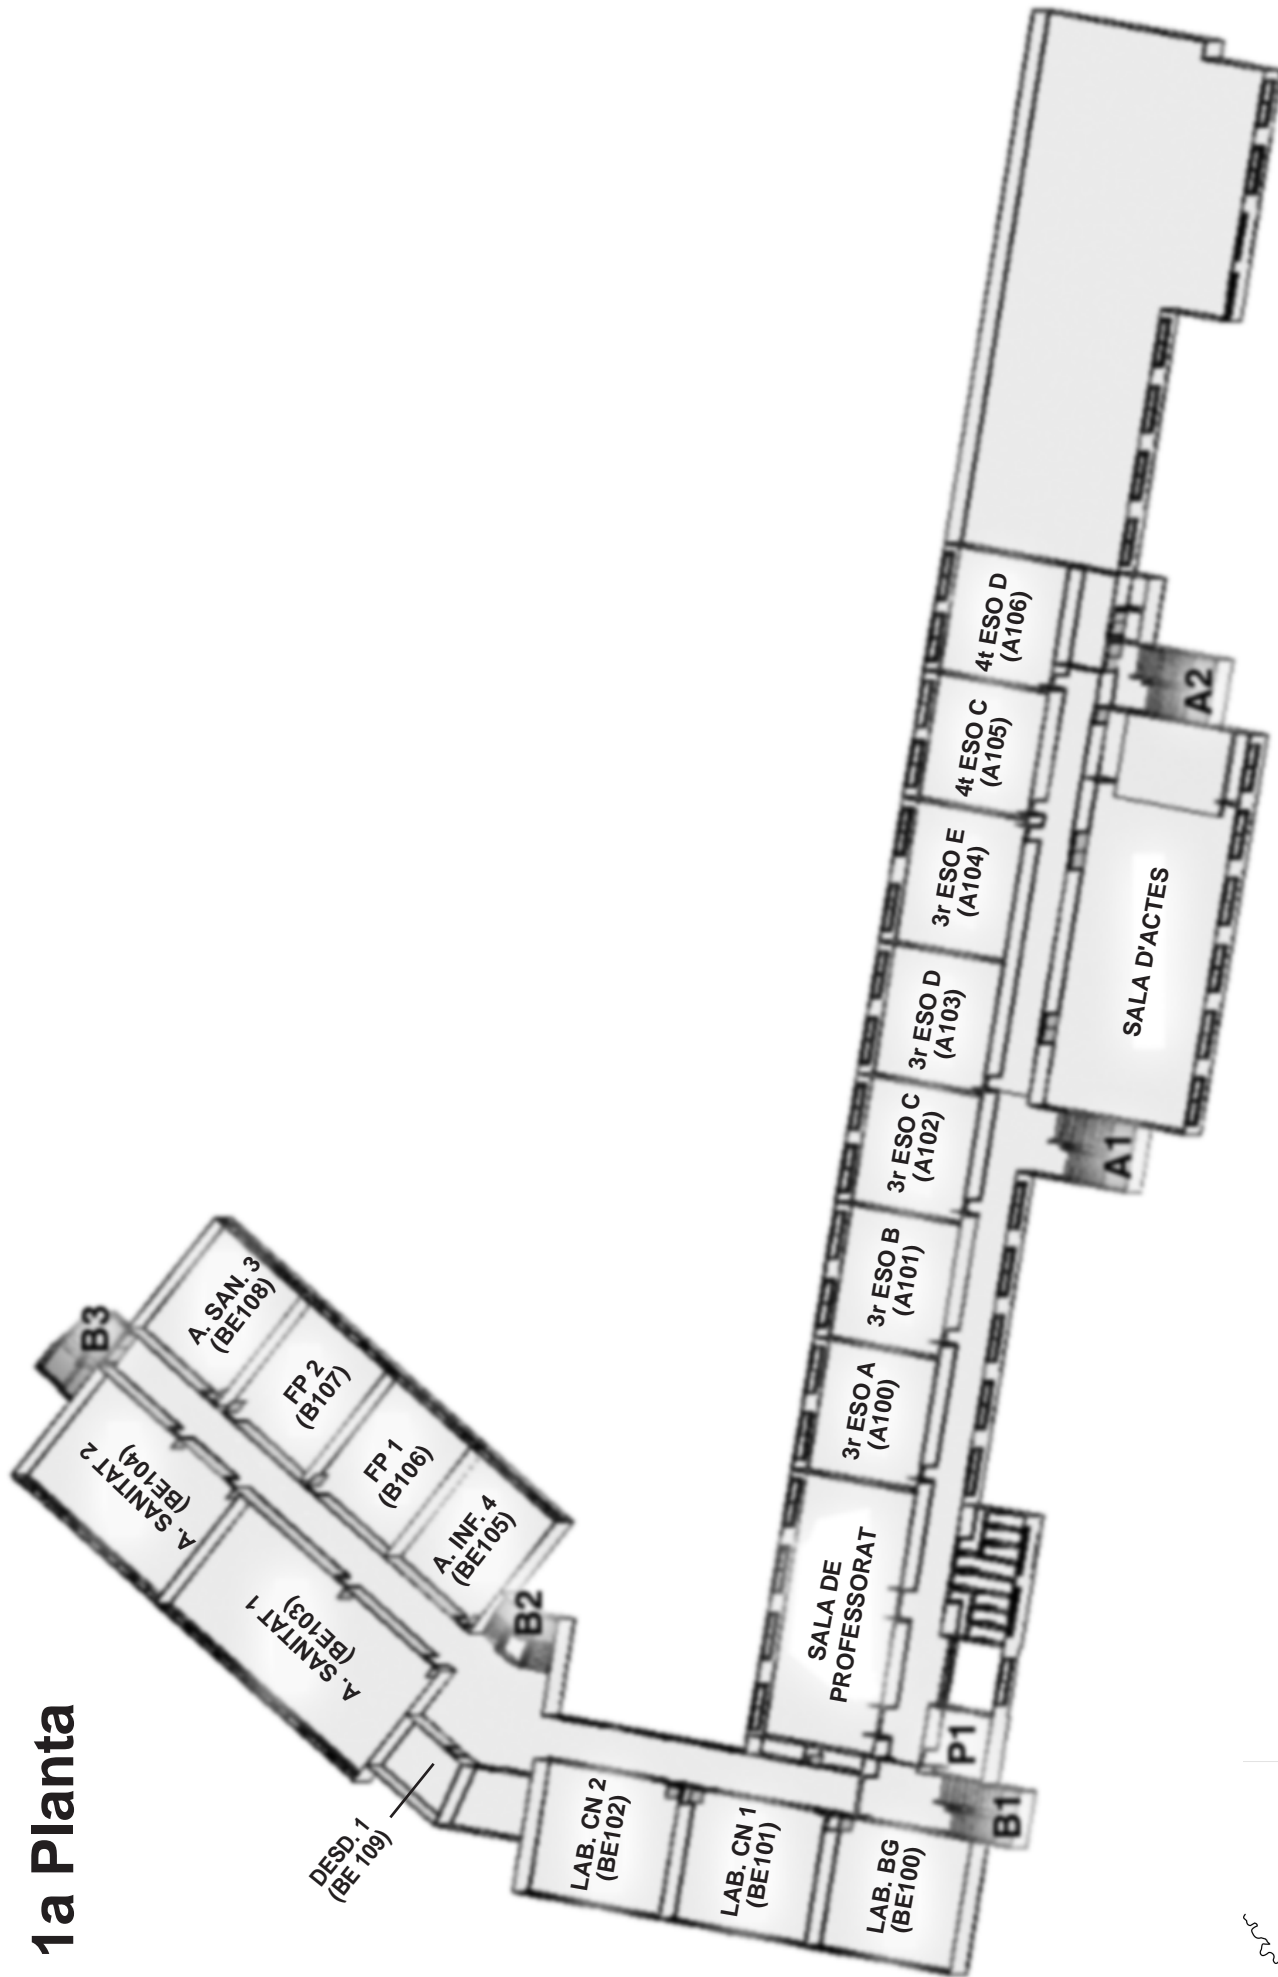 1a Planta
B3
A. SAN. 3
(BE108)
FP 2
(B107)
FP 1
(B106)
A. INF. 4
(BE105)
B2
A. SANITAT 2
(BE104)
A. SANITAT 1
(BE103)
DESD. 1
(BE 109)
LAB. CN 2
(BE102)
LAB. CN 1
(BE101)
LAB. BG
(BE100)
B1
P1
SALA DE
PROFESSORAT
3r ESO A
(A100)
3r ESO B
(A101)
3r ESO C
(A102)
3r ESO D
(A103)
3r ESO E
(A104)
4t ESO C
(A105)
4t ESO D
(A106)
A1
SALA D'ACTES
A2